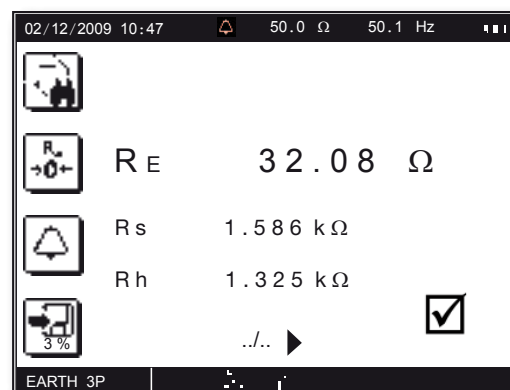 02/12/2009 10:47 50.0 Ω 50.1 Hz
R →0←
RE 32.08 Ω
Rs 1.586 kΩ
Rh 1.325 kΩ
3 %
../..
EARTH 3P